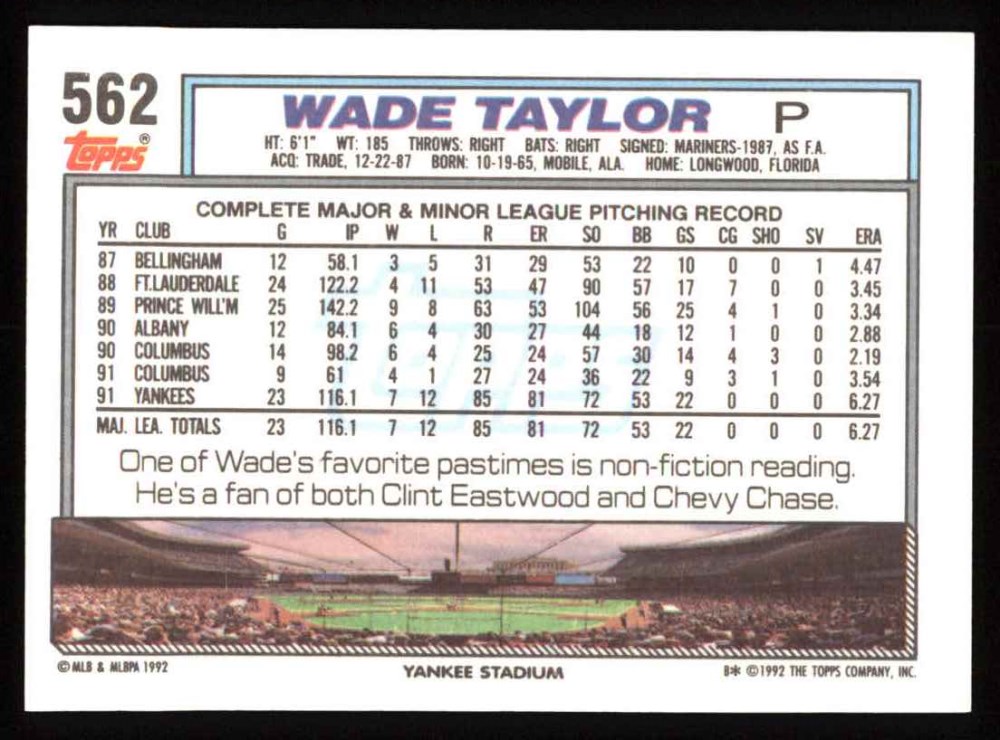 562
topps®
WADE TAYLOR P
HT: 6'1" WT: 185 THROWS: RIGHT BATS: RIGHT SIGNED: MARINERS-1987, AS F.A.
ACQ: TRADE, 12-22-87 BORN: 10-19-65, MOBILE, ALA. HOME: LONGWOOD, FLORIDA
COMPLETE MAJOR & MINOR LEAGUE PITCHING RECORD
YR CLUB G IP W L R ER SO BB GS CG SHO SV ERA
87 BELLINGHAM 12 58.1 3 5 31 29 53 22 10 0 0 1 4.47
88 FT.LAUDERDALE 24 122.2 4 11 53 47 90 57 17 7 0 0 3.45
89 PRINCE WILL'M 25 142.2 9 8 63 53 104 56 25 4 1 0 3.34
90 ALBANY 12 84.1 6 4 30 27 44 18 12 1 0 0 2.88
90 COLUMBUS 14 98.2 6 4 25 24 57 30 14 4 3 0 2.19
91 COLUMBUS 9 61 4 1 27 24 36 22 9 3 1 0 3.54
91 YANKEES 23 116.1 7 12 85 81 72 53 22 0 0 0 6.27
MAJ. LEA. TOTALS 23 116.1 7 12 85 81 72 53 22 0 0 0 6.27
One of Wade's favorite pastimes is non-fiction reading.
He's a fan of both Clint Eastwood and Chevy Chase.
© MLB & MLBPA 1992
YANKEE STADIUM
B* ©1992 THE TOPPS COMPANY, INC.